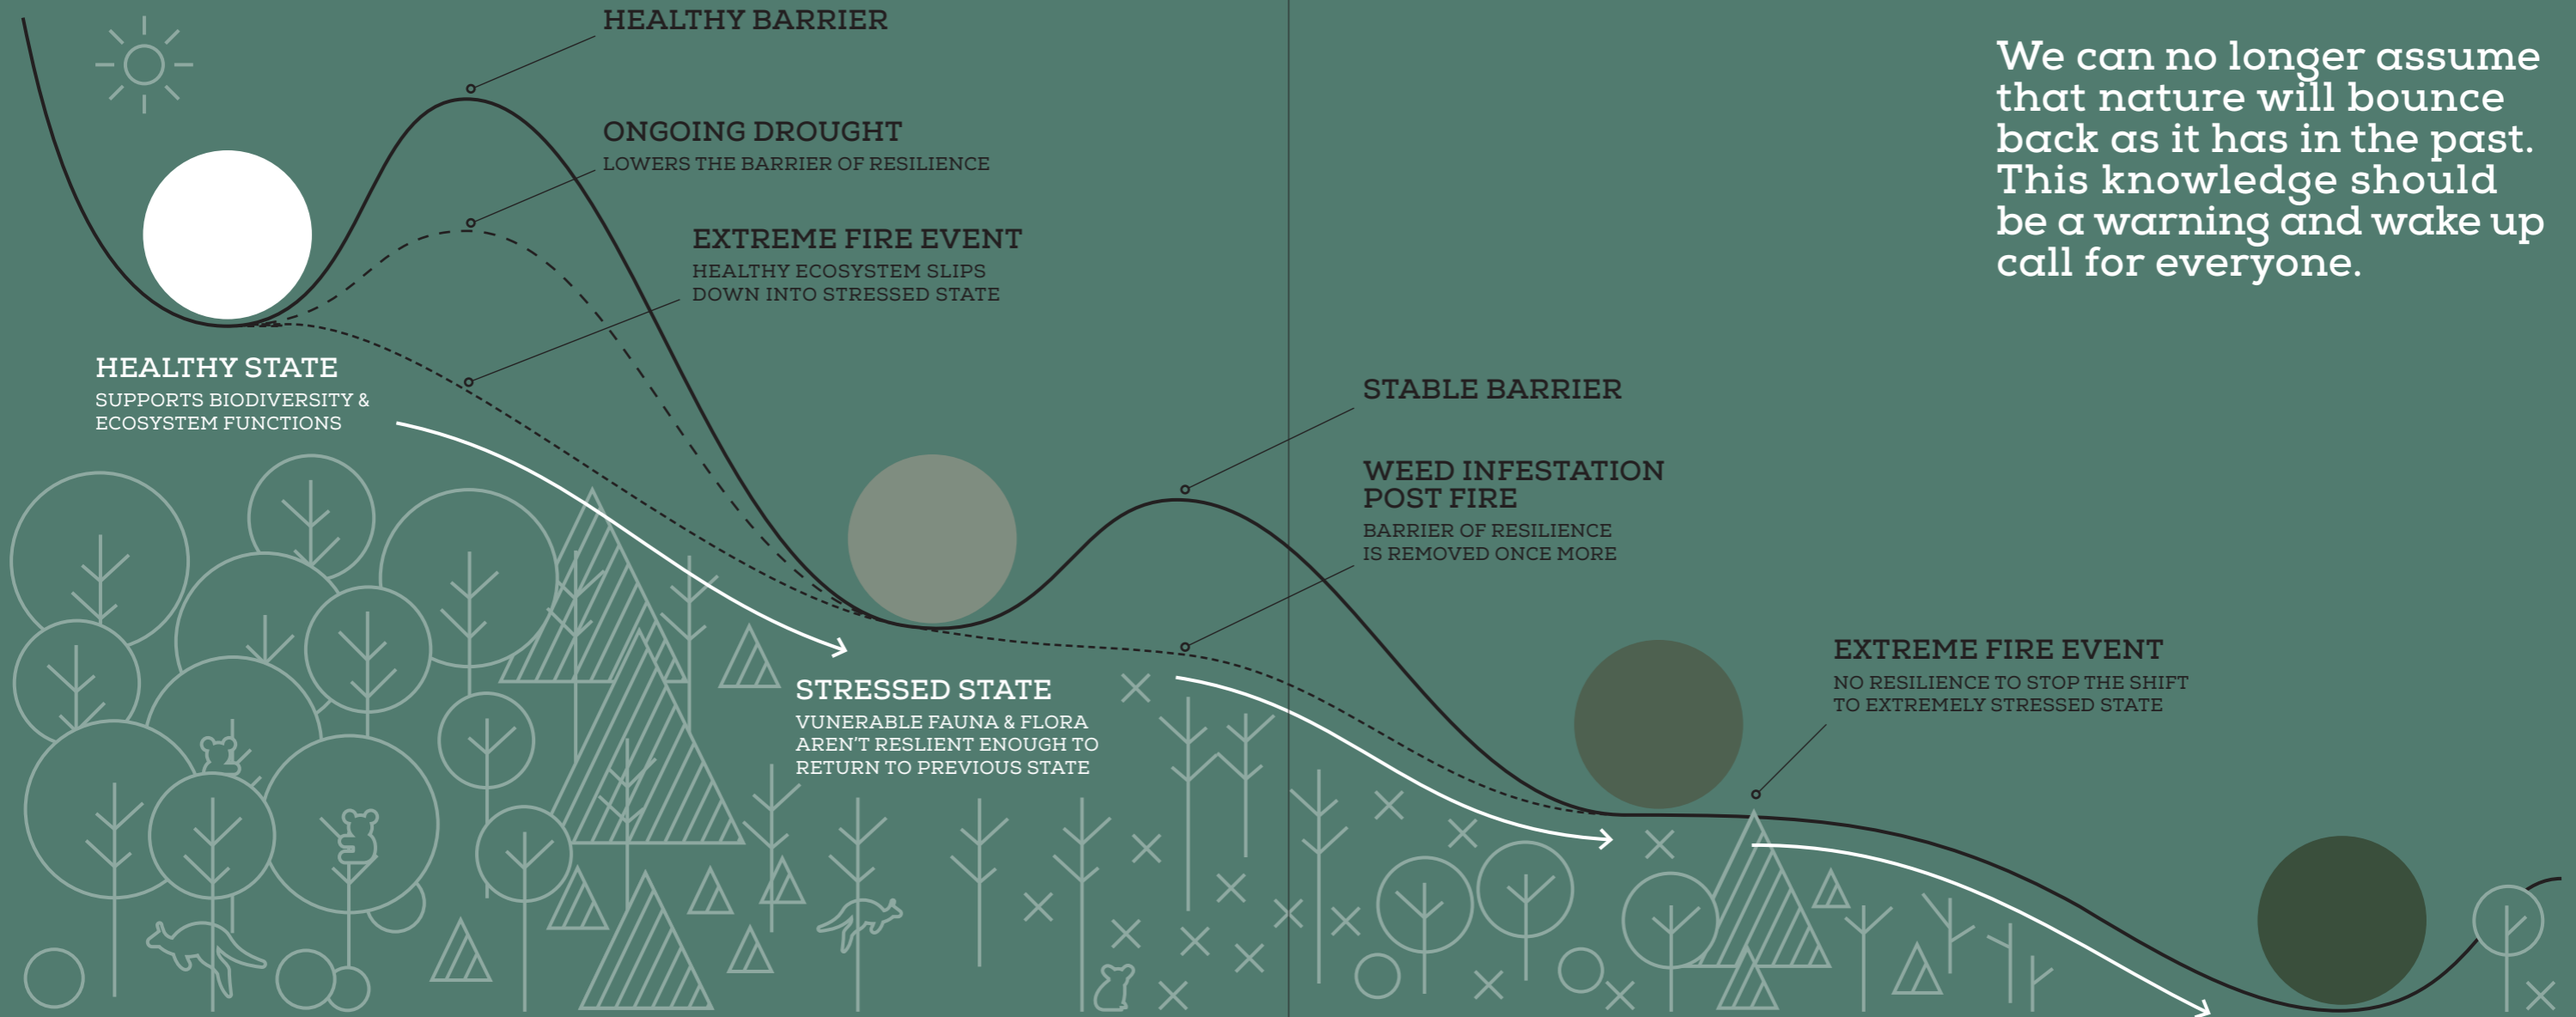 HEALTHY BARRIER
ONGOING DROUGHT
LOWERS THE BARRIER OF RESILIENCE
EXTREME FIRE EVENT
HEALTHY ECOSYSTEM SLIPS
DOWN INTO STRESSED STATE
HEALTHY STATE
SUPPORTS BIODIVERSITY &
ECOSYSTEM FUNCTIONS
STRESSED STATE
VUNERABLE FAUNA & FLORA
AREN'T RESLIENT ENOUGH TO
RETURN TO PREVIOUS STATE
We can no longer assume
that nature will bounce
back as it has in the past.
This knowledge should
be a warning and wake up
call for everyone.
STABLE BARRIER
WEED INFESTATION
POST FIRE
BARRIER OF RESILIENCE
IS REMOVED ONCE MORE
EXTREME FIRE EVENT
NO RESILIENCE TO STOP THE SHIFT
TO EXTREMELY STRESSED STATE